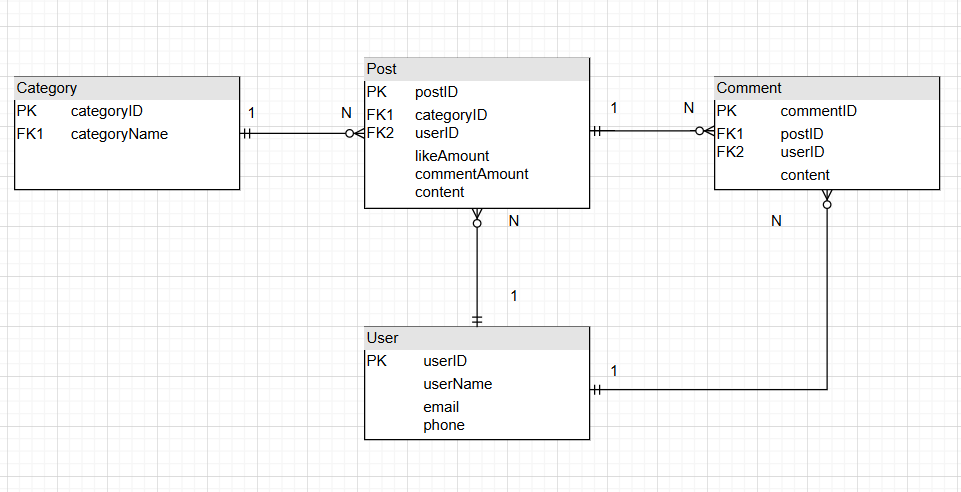 Category
PK categoryID
FK1 categoryName
1
N
Post
PK postID
FK1 categoryID
FK2 userID
likeAmount
commentAmount
content
1
N
Comment
PK commentID
FK1 postID
FK2 userID
content
N
N
1
User
PK userID
userName
email
phone
1